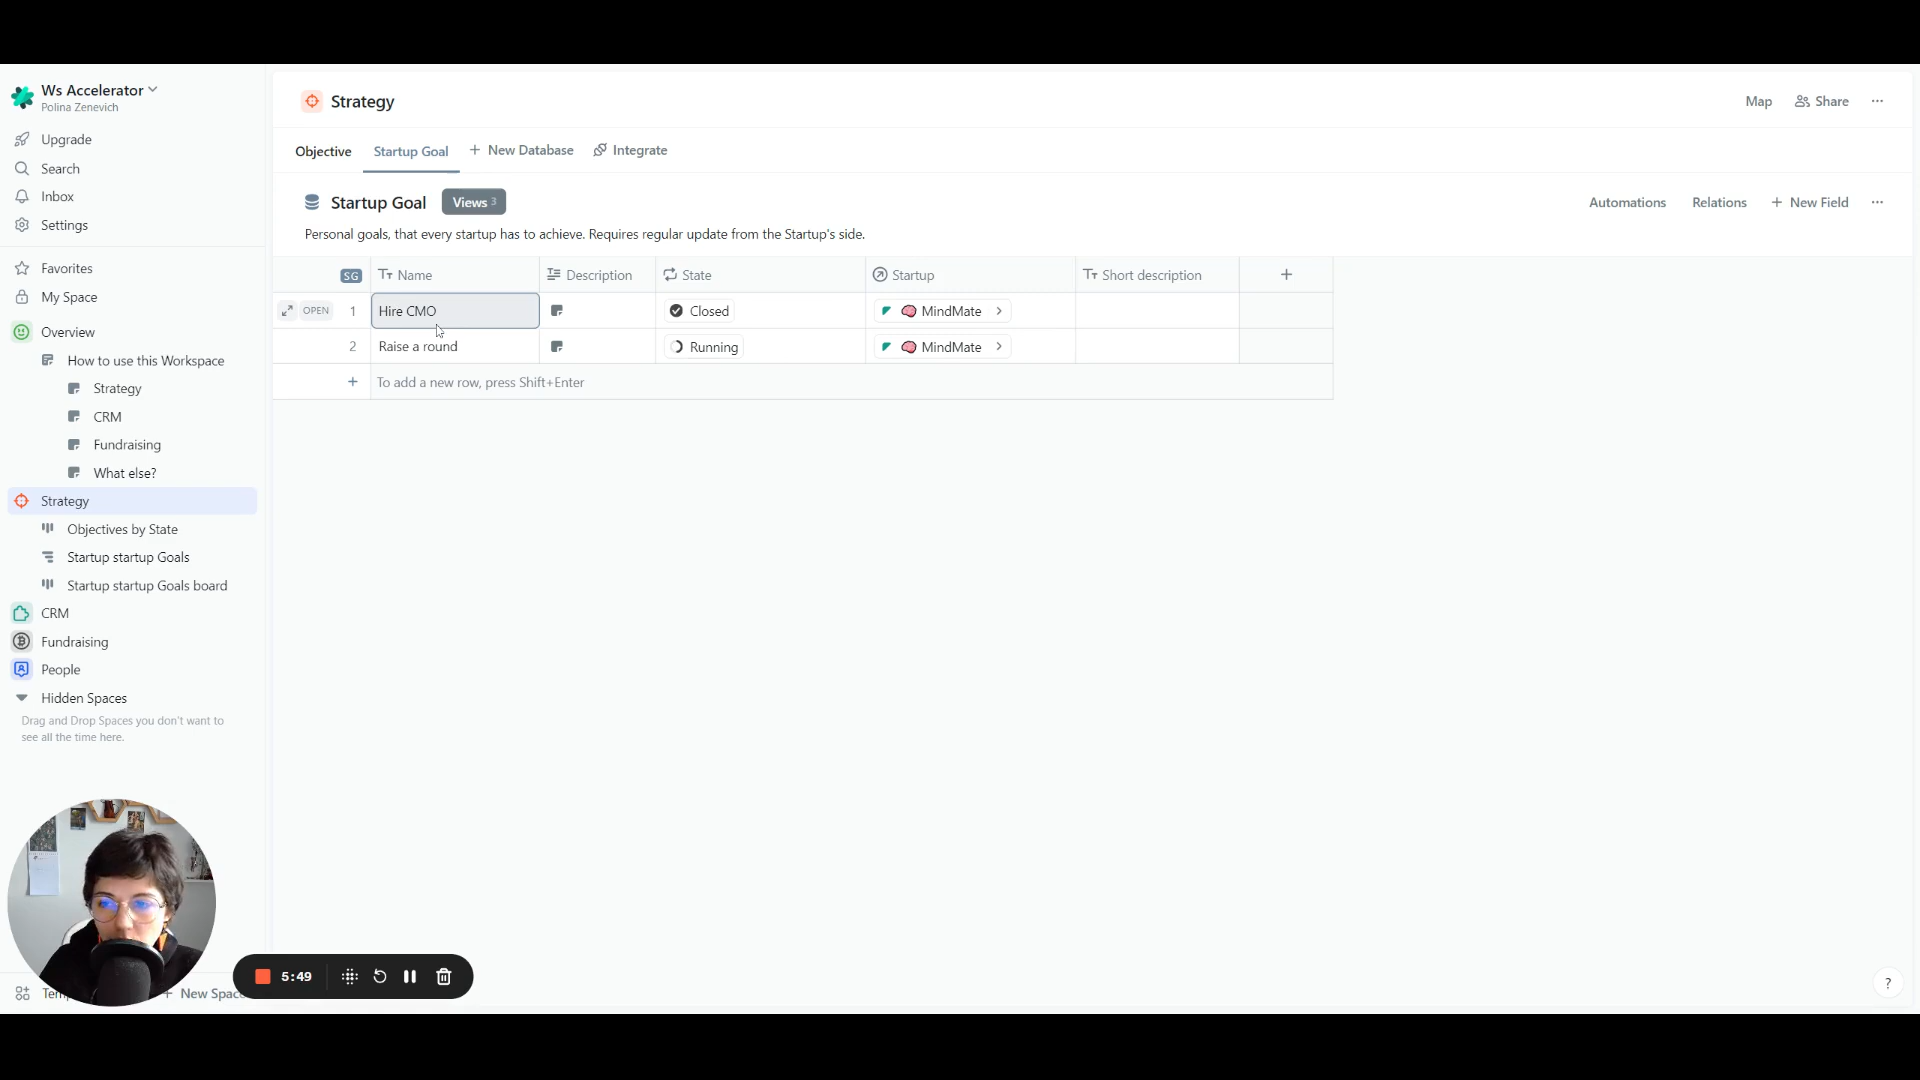 Ws Accelerator
Polina Zenevich
Upgrade
Search
Inbox
Settings
Favorites
My Space
Overview
How to use this Workspace
Strategy
CRM
Fundraising
What else?
Strategy
Objectives by State
Startup startup Goals
Startup startup Goals board
CRM
Fundraising
People
Hidden Spaces
Drag and Drop Spaces you don't want to
see all the time here.
+ New Space
5:49
Strategy
Map Share ...
Objective Startup Goal + New Database Integrate
Startup Goal Views 3
Automations Relations + New Field ...
Personal goals, that every startup has to achieve. Requires regular update from the Startup's side.
SG Name Description State Startup Short description +
OPEN 1 Hire CMO Closed MindMate >
2 Raise a round Running MindMate >
+ To add a new row, press Shift+Enter
?